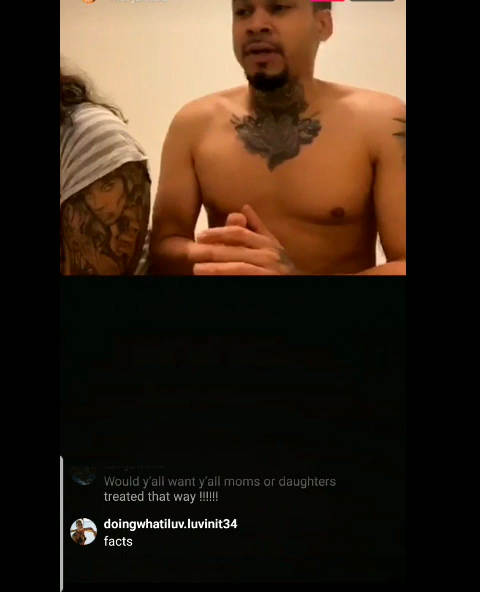 Would y'all want y'all moms or daughters
treated that way !!!!!!
doingwhatiluv.luvinit34
facts